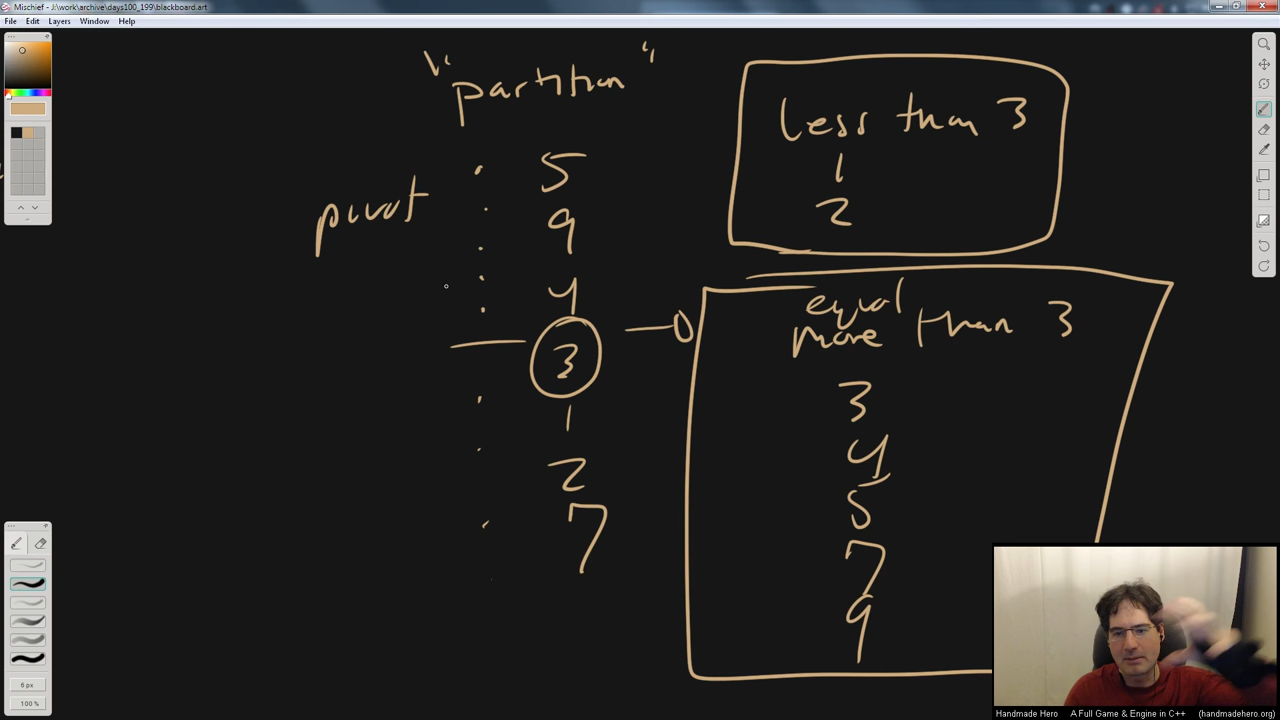 Mischief - J:\work\archive\days100_199\blackboard.art
File Edit Layers Window Help
"partition"
pivot
5
9
4
3
1
2
7
less than 3
1
2
equal
more than 3
3
4
5
7
9
6 px
100 %
Handmade Hero A Full Game & Engine in C++ (handmadehero.org)